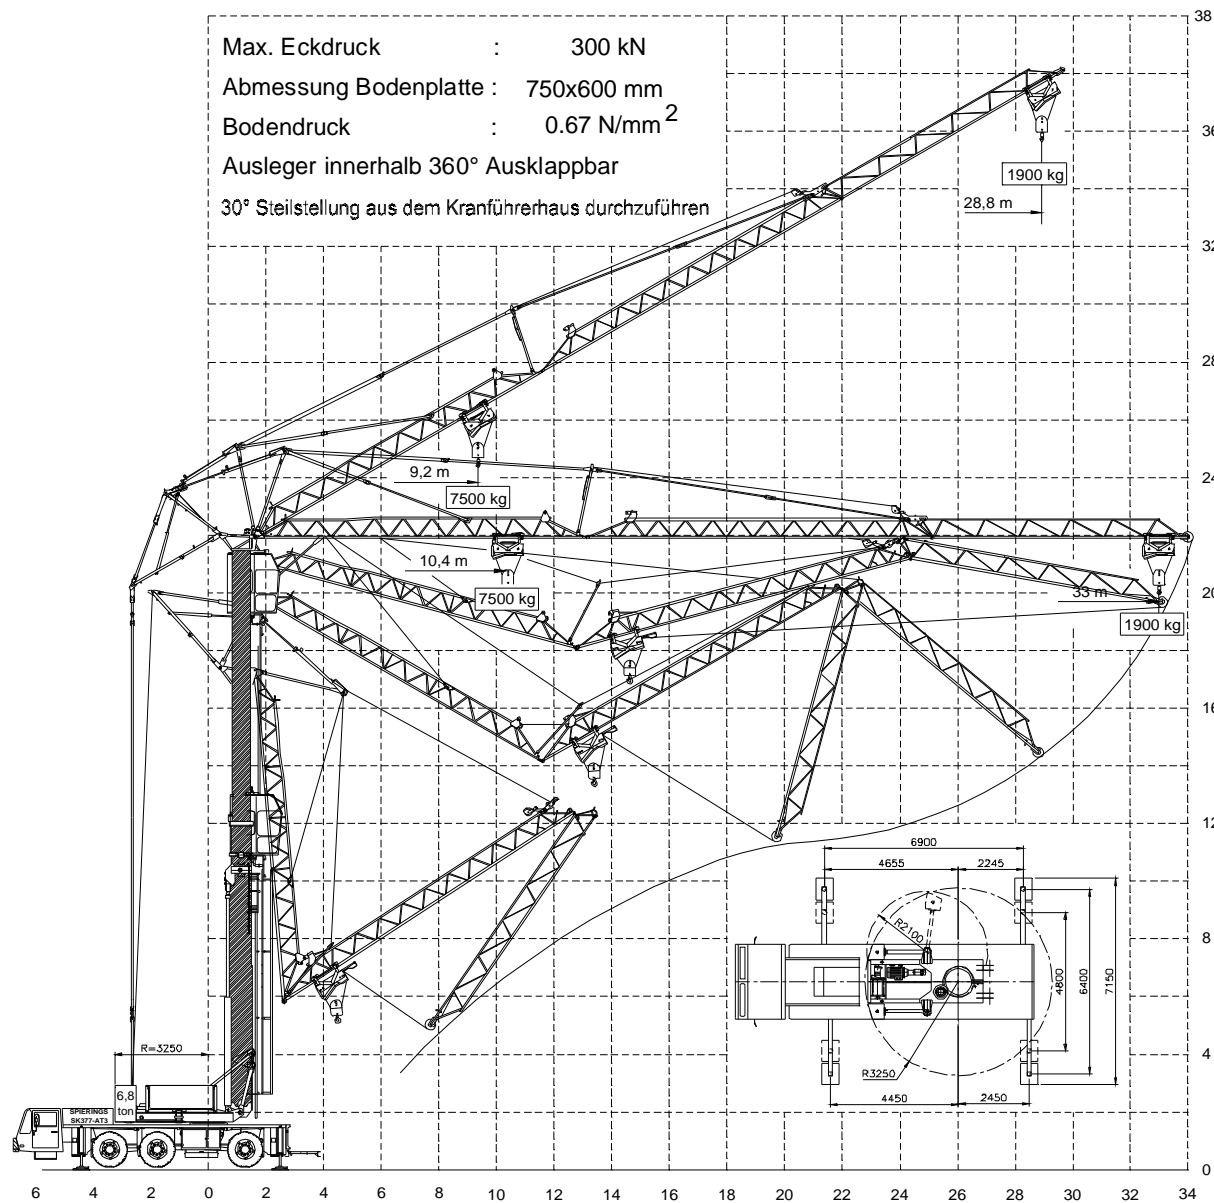 Max. Eckdruck : 300 kN
Abmessung Bodenplatte : 750x600 mm
Bodendruck : 0.67 N/mm²
Ausleger innerhalb 360° Ausklappbar
30° Steilstellung aus dem Kranführerhaus durchzuführen
38
36
32
28
24
20
16
12
8
4
0
1900 kg
28,8 m
9,2 m
7500 kg
10,4 m
7500 kg
33 m
1900 kg
6900
4655 2245
R2100
4800
6400
7150
R3250
4450 2450
R=3250
6,8
ton
SPIERINGS
SK377-AT3
6 4 2 0 2 4 6 8 10 12 14 16 18 20 22 24 26 28 30 32 34